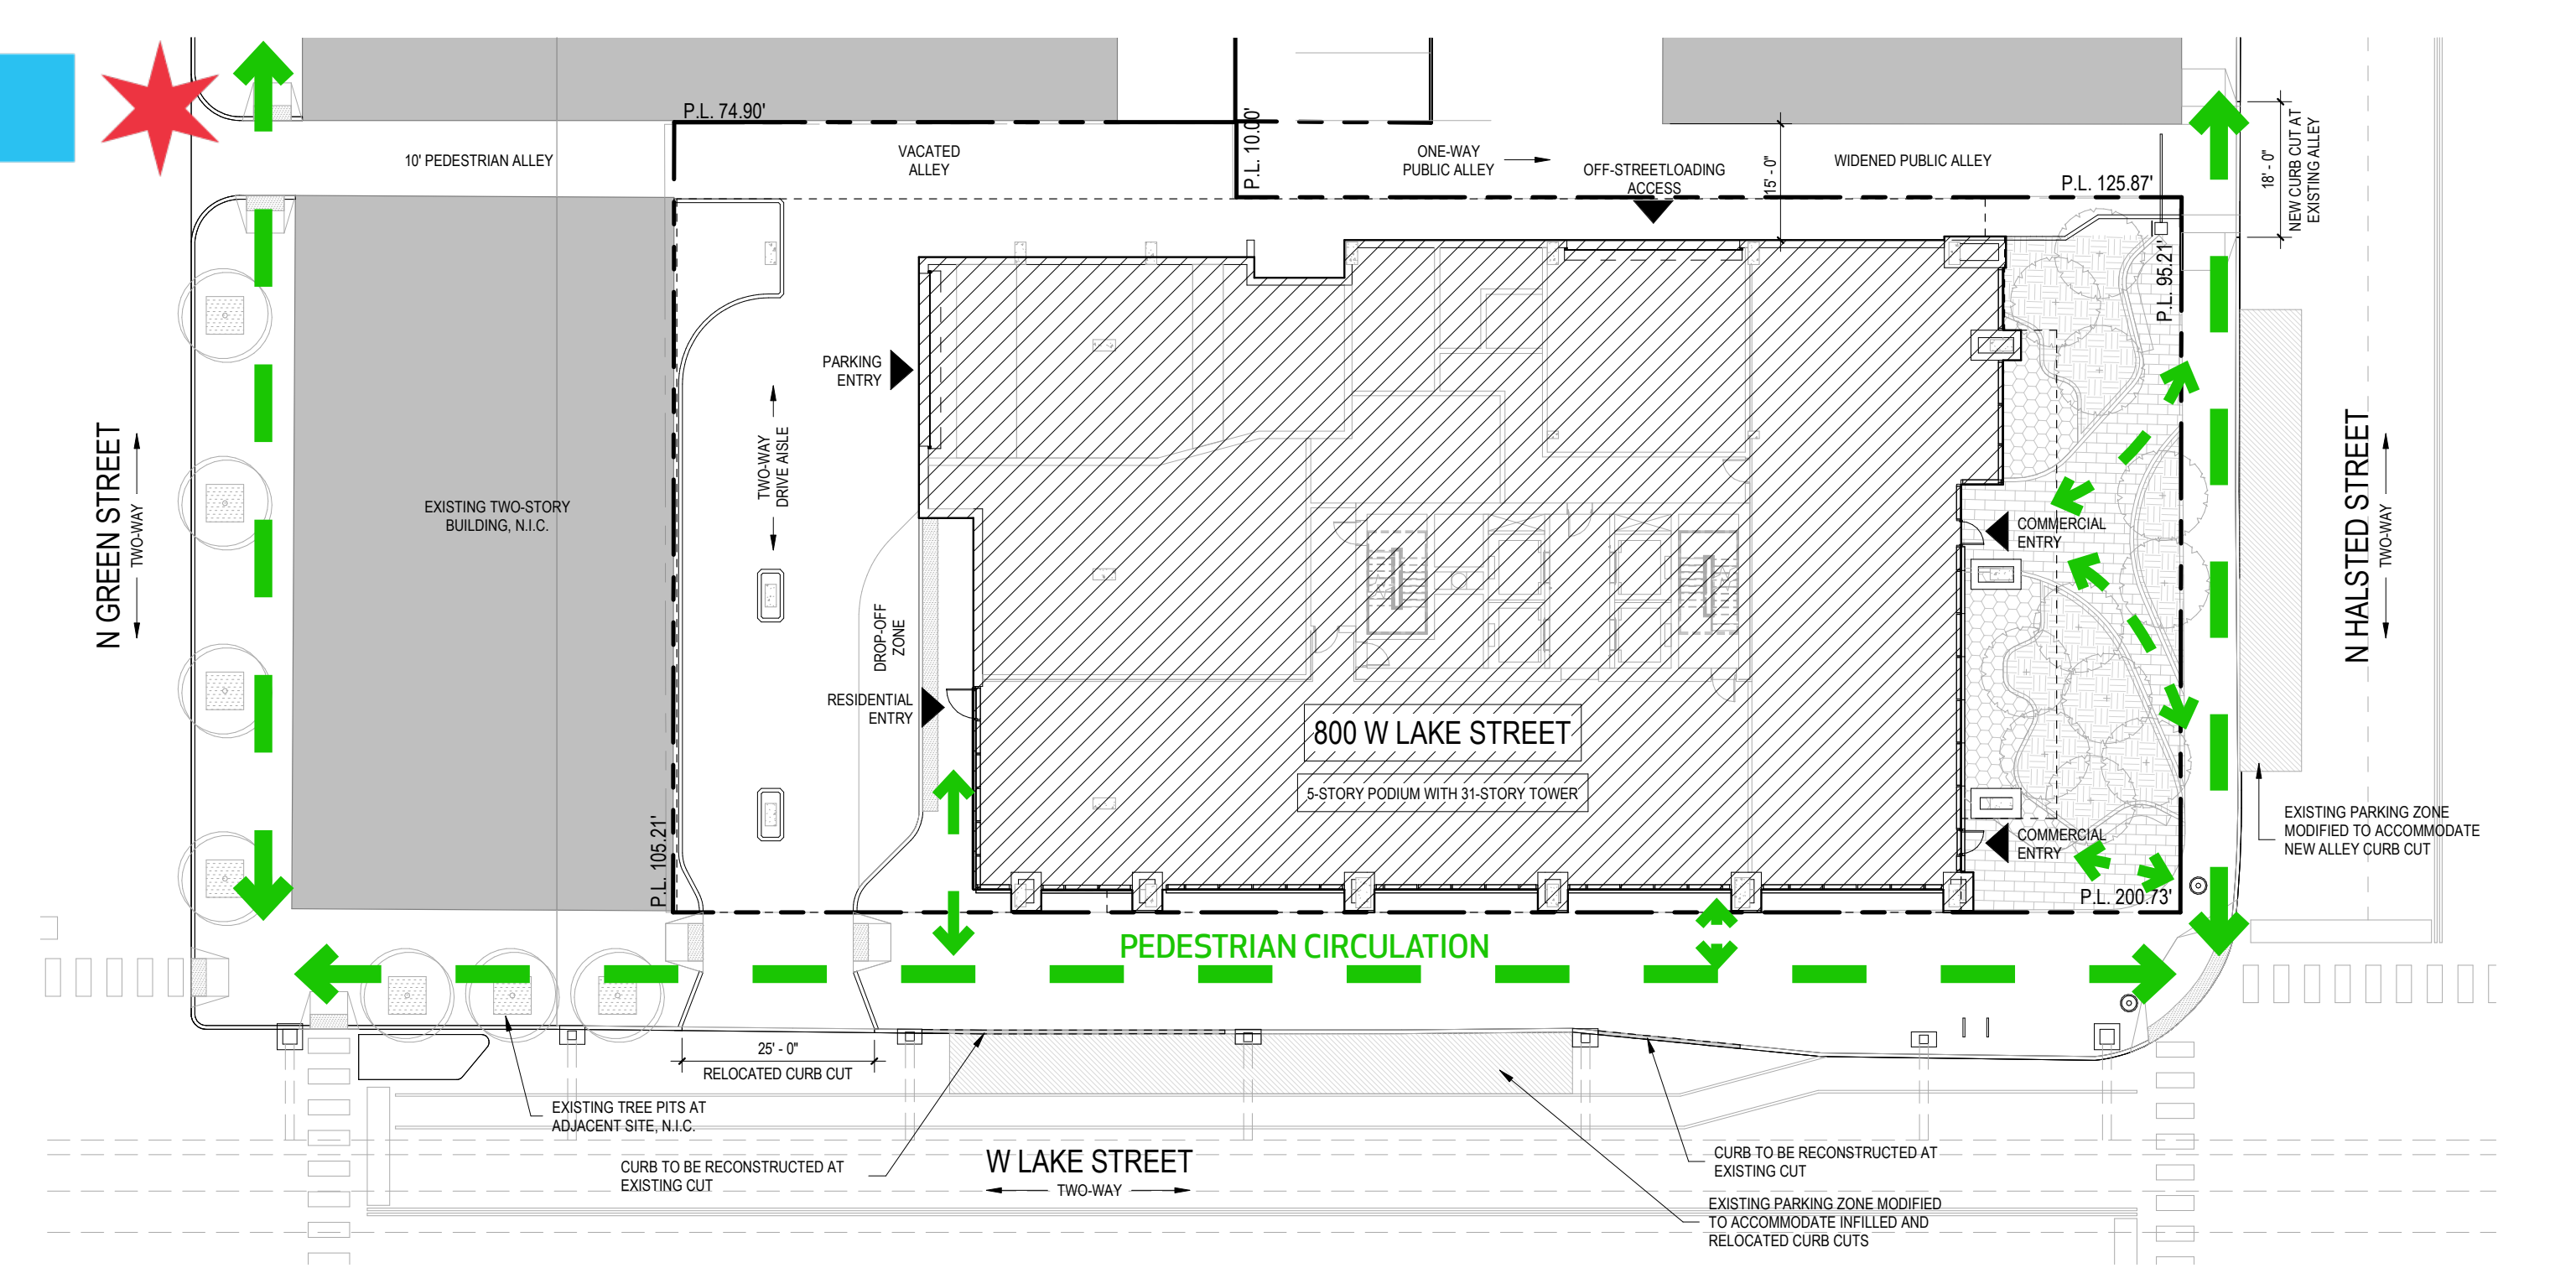 P.L. 74.90'
P.L. 10.00'
10' PEDESTRIAN ALLEY
VACATED
ALLEY
ONE-WAY
PUBLIC ALLEY
OFF-STREETLOADING
ACCESS
15' - 0"
WIDENED PUBLIC ALLEY
P.L. 125.87'
18' - 0"
NEW CURB CUT AT
EXISTING ALLEY
P.L. 95.21'
PARKING
ENTRY
TWO-WAY
DRIVE AISLE
N GREEN STREET
TWO-WAY
EXISTING TWO-STORY
BUILDING, N.I.C.
COMMERCIAL
ENTRY
N HALSTED STREET
TWO-WAY
DROP-OFF
ZONE
RESIDENTIAL
ENTRY
800 W LAKE STREET
5-STORY PODIUM WITH 31-STORY TOWER
COMMERCIAL
ENTRY
EXISTING PARKING ZONE
MODIFIED TO ACCOMMODATE
NEW ALLEY CURB CUT
P.L. 105.21'
P.L. 200.73'
PEDESTRIAN CIRCULATION
25' - 0"
RELOCATED CURB CUT
EXISTING TREE PITS AT
ADJACENT SITE, N.I.C.
CURB TO BE RECONSTRUCTED AT
EXISTING CUT
W LAKE STREET
TWO-WAY
CURB TO BE RECONSTRUCTED AT
EXISTING CUT
EXISTING PARKING ZONE MODIFIED
TO ACCOMMODATE INFILLED AND
RELOCATED CURB CUTS